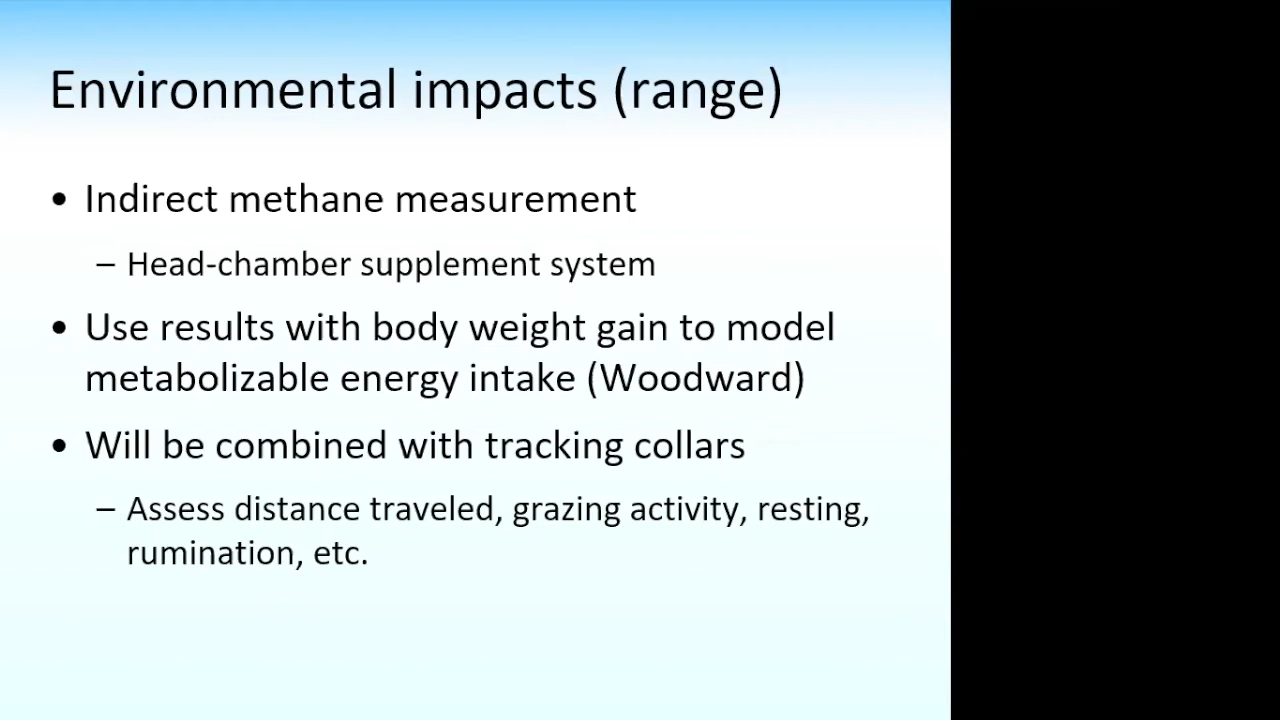 Environmental impacts (range)
• Indirect methane measurement
– Head-chamber supplement system
• Use results with body weight gain to model
metabolizable energy intake (Woodward)
• Will be combined with tracking collars
– Assess distance traveled, grazing activity, resting,
rumination, etc.